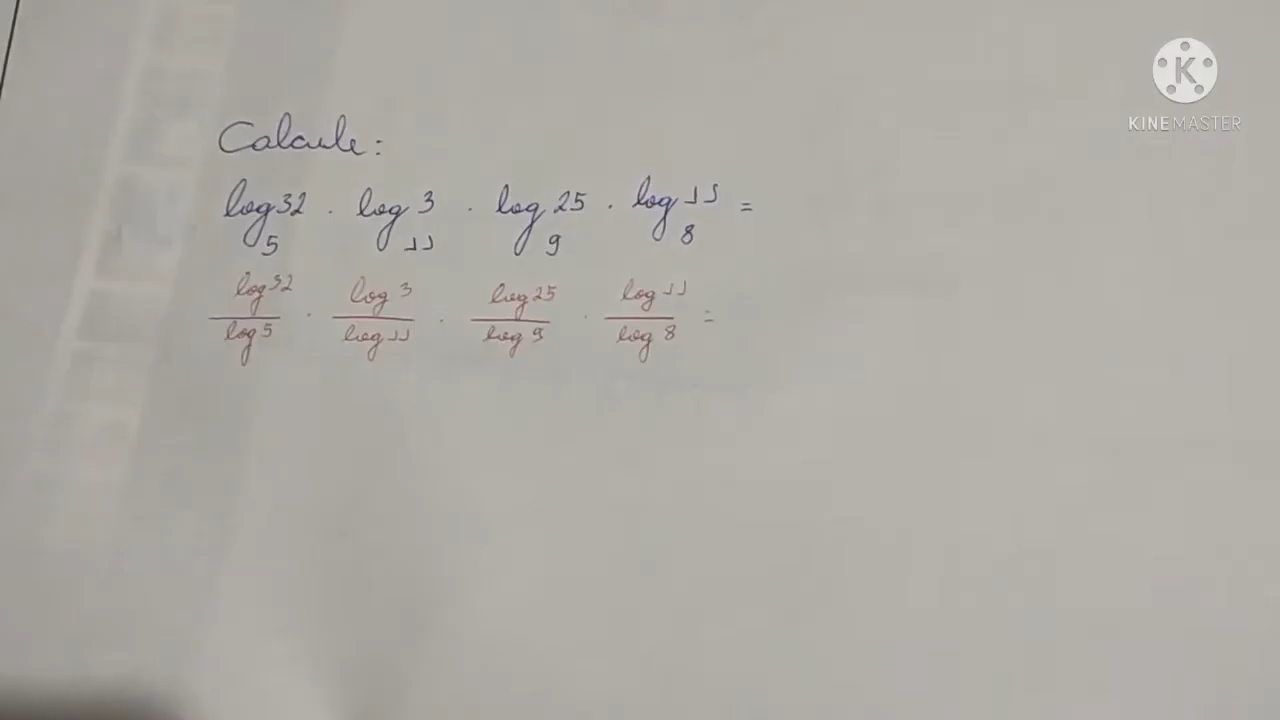 Calcule:
log₅32 . log₁₁3 . log₉25 . log₈11 =
log32/log5 . log3/log11 . log25/log9 . log11/log8 =
KINEMASTER